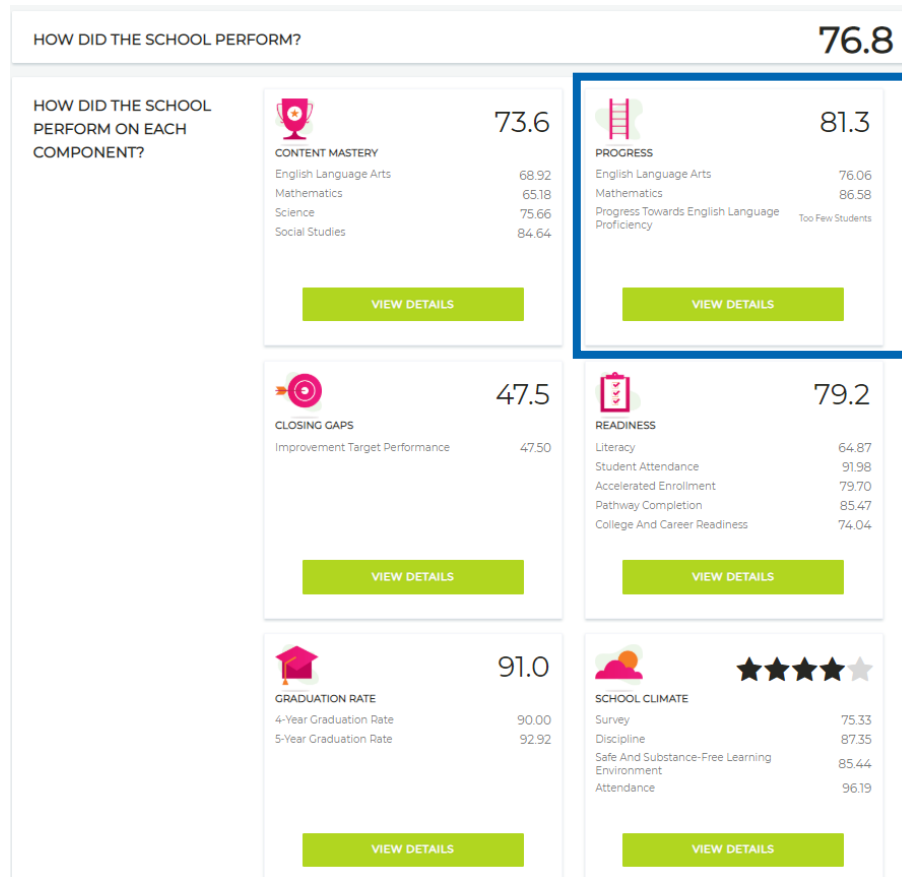 HOW DID THE SCHOOL PERFORM?
76.8
HOW DID THE SCHOOL
PERFORM ON EACH
COMPONENT?
73.6
CONTENT MASTERY
English Language Arts 68.92
Mathematics 65.18
Science 75.66
Social Studies 84.64
VIEW DETAILS
81.3
PROGRESS
English Language Arts 76.06
Mathematics 86.58
Progress Towards English Language
Proficiency
Too Few Students
VIEW DETAILS
47.5
CLOSING GAPS
Improvement Target Performance 47.50
VIEW DETAILS
79.2
READINESS
Literacy 64.87
Student Attendance 91.98
Accelerated Enrollment 79.70
Pathway Completion 85.47
College And Career Readiness 74.04
VIEW DETAILS
91.0
GRADUATION RATE
4-Year Graduation Rate 90.00
5-Year Graduation Rate 92.92
VIEW DETAILS
SCHOOL CLIMATE
Survey 75.33
Discipline 87.35
Safe And Substance-Free Learning
Environment
85.44
Attendance 96.19
VIEW DETAILS